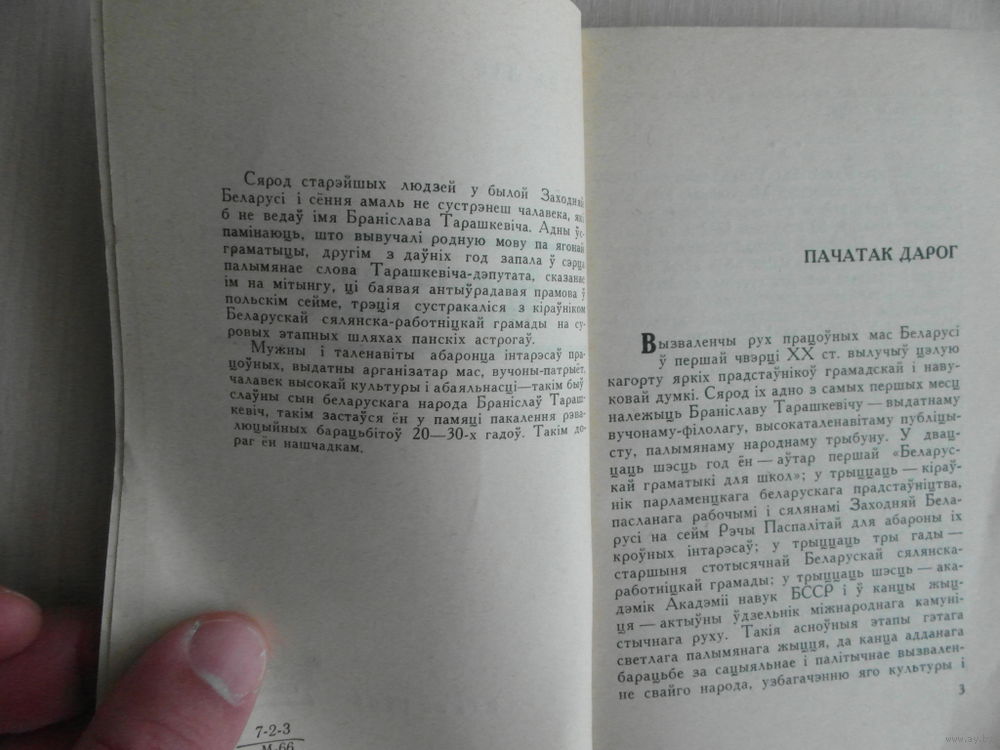 Сярод старэйшых людзей у былой Заходняй
Беларусі і сёння амаль не сустрэнеш чалавека, які
б не ведаў імя Браніслава Тарашкевіча. Адны ўс-
памінаюць, што вывучалі родную мову па ягонай
граматыцы, другім з даўніх год запала ў сэрца
палымянае слова Тарашкевіча-дэпутата, сказанае
ім на мітынгу, ці баявая антыўрадавая прамова ў
польскім сейме, трэція сустракаліся з кіраўніком
Беларускай сялянска-работніцкай грамады на су-
ровых этапных шляхах панскіх астрогаў.
Мужны і таленавіты абаронца інтарэсаў пра-
цоўных, выдатны арганізатар мас, вучоны-патрыёт,
чалавек высокай культуры і абаяльнасці—такім быў
слаўны сын беларускага народа Браніслаў Тараш-
кевіч, такім застаўся ён у памяці пакалення рэва-
люцыйных барацьбітоў 20—30-х гадоў. Такім до-
раг ён нашчадкам.
7-2-3
М-66
ПАЧАТАК ДАРОГ
Вызваленчы рух працоўных мас Беларусі
ў першай чвэрці XX ст. вылучыў цэлую
кагорту яркіх прадстаўнікоў грамадскай і наву-
ковай думкі. Сярод іх адно з самых першых месц
належыць Браніславу Тарашкевічу — выдатнаму
вучонаму-філолагу, высокаталенавітаму публіцы-
сту, палымянаму народнаму трыбуну. У двац-
цаць шэсць год ён — аўтар першай «Беларус-
кай граматыкі для школ»; у трыццаць — кіраў-
нік парламенцкага беларускага прадстаўніцтва,
пасланага рабочымі і сялянамі Заходняй Бела-
русі на сейм Рэчы Паспалітай для абароны іх
кроўных інтарэсаў; у трыццаць тры гады —
старшыня стотысячнай Беларускай сялянска-
работніцкай грамады; у трыццаць шэсць — ака-
дэмік Акадэміі навук БССР і ў канцы жыц-
ця — актыўны ўдзельнік міжнароднага камуні-
стычнага руху. Такія асноўныя этапы гэтага
светлага палымянага жыцця, да канца адданага
барацьбе за сацыяльнае і палітычнае вызвален-
не свайго народа, узбагачэнню яго культуры і
3
www.ay.by